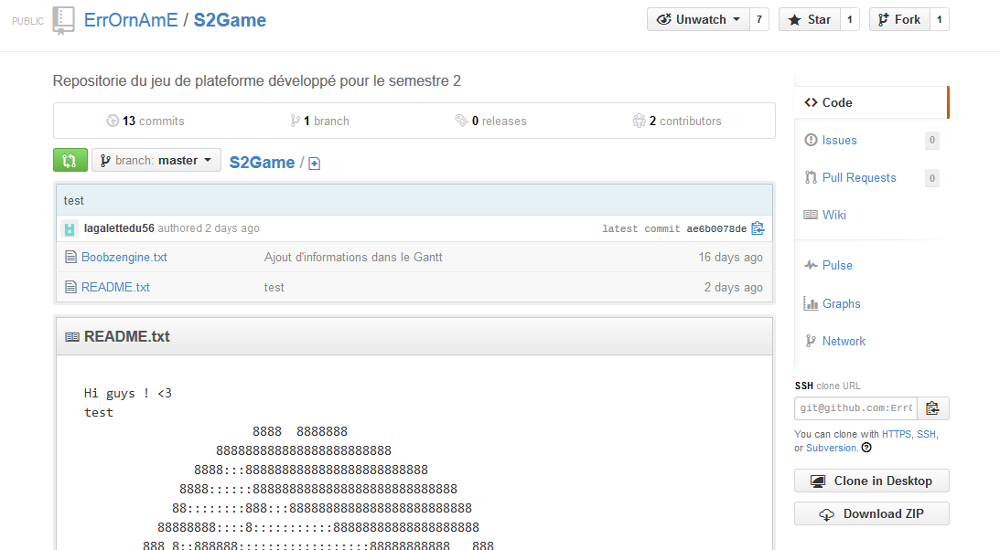 PUBLIC ErrOrnAmE / S2Game Unwatch 7 Star 1 Fork 1
Repositorie du jeu de plateforme développé pour le semestre 2
13 commits 1 branch 0 releases 2 contributors
branch: master S2Game /
test
lagalettedu56 authored 2 days ago latest commit ae6b0078de
Boobzengine.txt Ajout d'informations dans le Gantt 16 days ago
README.txt test 2 days ago
README.txt
Hi guys ! <3
test
8888  8888888
888888888888888888888888
8888:::8888888888888888888888888
8888::::::8888888888888888888888888888
88::::::::888:::8888888888888888888888888
88888888::::8:::::::::::88888888888888888888
888 8::888888::::::::::::::::::88888888888   888
Code
Issues 0
Pull Requests 0
Wiki
Pulse
Graphs
Network
SSH clone URL
git@github.com:ErrO
You can clone with HTTPS, SSH,
or Subversion.
Clone in Desktop
Download ZIP